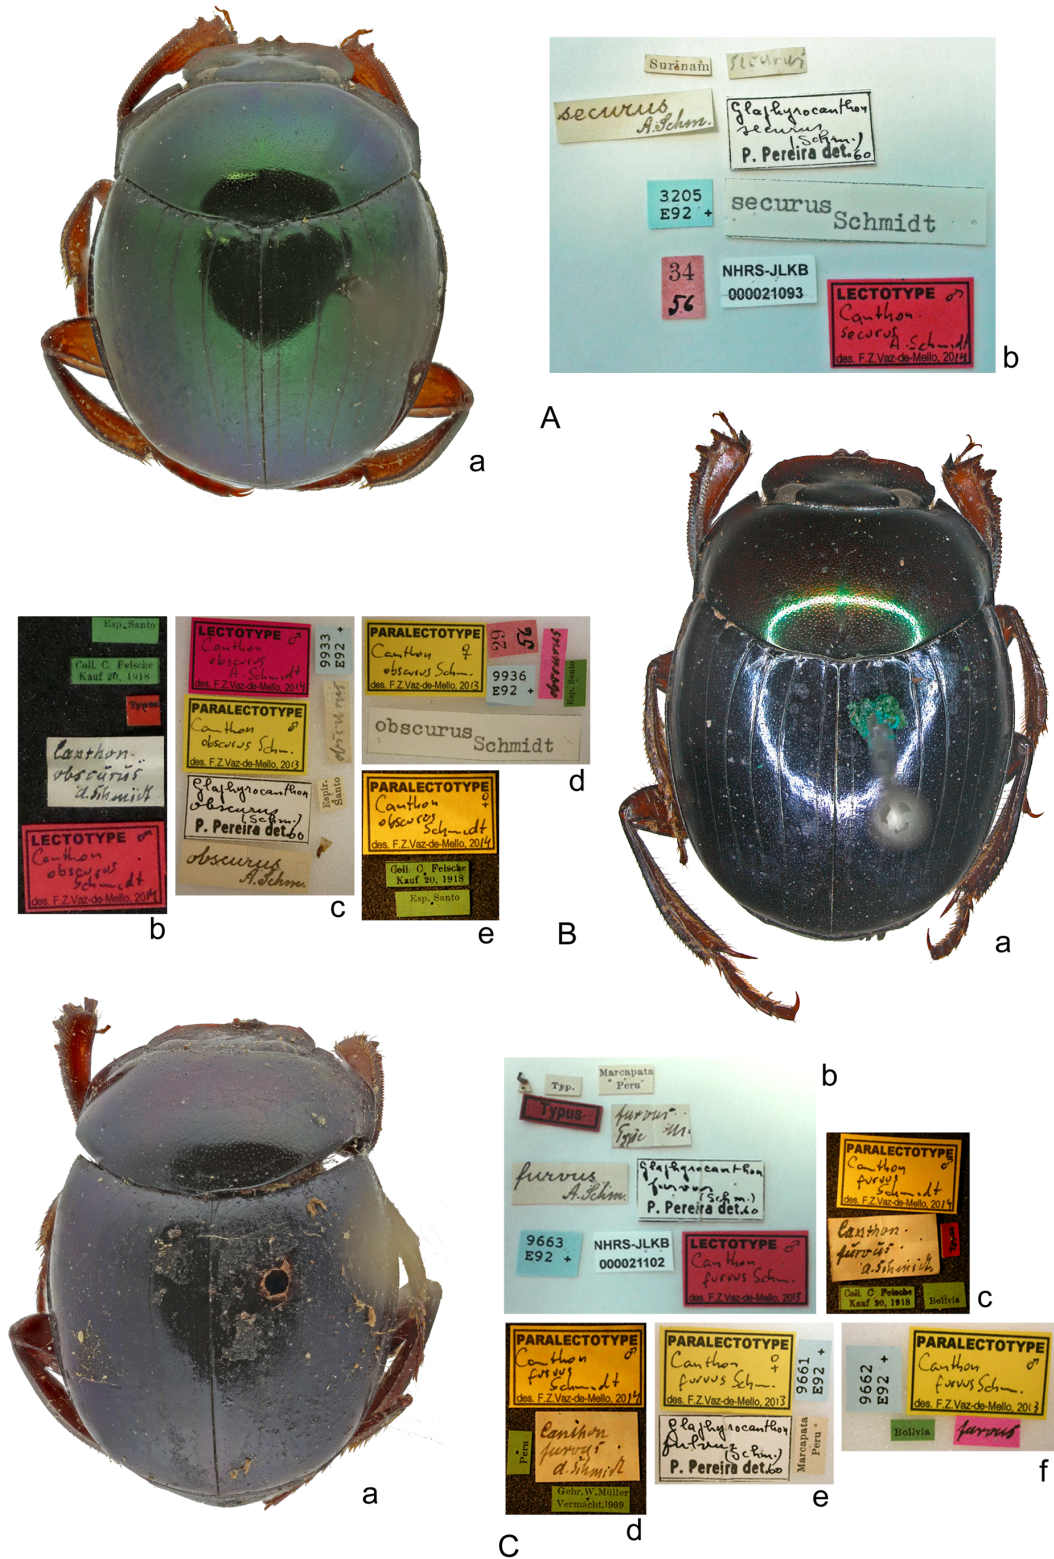 Surinam
securus
securus
A. Schm.
Glaphyrocanthon
securus
(Schm.)
P. Pereira det. 60
3205
E92 +
securus Schmidt
34
56
NHRS-JLKB
000021093
LECTOTYPE ♂
Canthon
securus
A. Schmidt
des. F.Z.Vaz-de-Mello, 2014
b
A
a
Esp. Santo
Coll. C. Felsche
Kauf 20, 1918
Typus
Canthon
obscurus
A. Schmidt
LECTOTYPE ♂
Canthon
obscurus
Schmidt
des. F.Z.Vaz-de-Mello, 2014
b
LECTOTYPE ♂
Canthon
obscurus
A. Schmidt
des. F.Z.Vaz-de-Mello, 2014
9933
E92 +
PARALECTOTYPE
Canthon ♂
obscurus Schm.
des. F.Z.Vaz-de-Mello, 2013
obscurus
Glaphyrocanthon
obscurus
(Schm.)
P. Pereira det. 60
Espir.
Santo
obscurus
A. Schm.
c
PARALECTOTYPE
Canthon ♀
obscurus Schm.
des. F.Z.Vaz-de-Mello, 2013
29
25
9936
E92 +
obscurus
Esp. Santo
obscurus Schmidt
d
PARALECTOTYPE
Canthon ♀
obscurus
Schmidt
des. F.Z.Vaz-de-Mello, 2014
Coll. C. Felsche
Kauf 20, 1918
Esp. Santo
e
B
a
a
Typ.
Marcapata
Peru
Typus
furvus
Type m.
furvus
A. Schm.
Glaphyrocanthon
furvus
(Schm.)
P. Pereira det. 60
9663
E92 +
NHRS-JLKB
000021102
LECTOTYPE ♂
Canthon
furvus Schm.
des. F.Z.Vaz-de-Mello, 2013
b
PARALECTOTYPE
Canthon ♂
furvus
Schmidt
des. F.Z.Vaz-de-Mello, 2014
Canthon
furvus
A. Schmidt
Coll. C. Felsche
Kauf 20, 1918
Bolivia
c
PARALECTOTYPE
Canthon ♂
furvus
Schmidt
des. F.Z.Vaz-de-Mello, 2014
Peru
Canthon
furvus
A. Schmidt
Gehr. W. Müller
Vermächt. 1909
d
PARALECTOTYPE
Canthon ♀
furvus Schm.
des. F.Z.Vaz-de-Mello, 2013
9661
E92 +
Glaphyrocanthon
(Schm.)
P. Pereira det. 60
Marcapata
Peru
e
9662
E92 +
PARALECTOTYPE
Canthon ♂
furvus Schm.
des. F.Z.Vaz-de-Mello, 2013
Bolivia
furvus
f
C